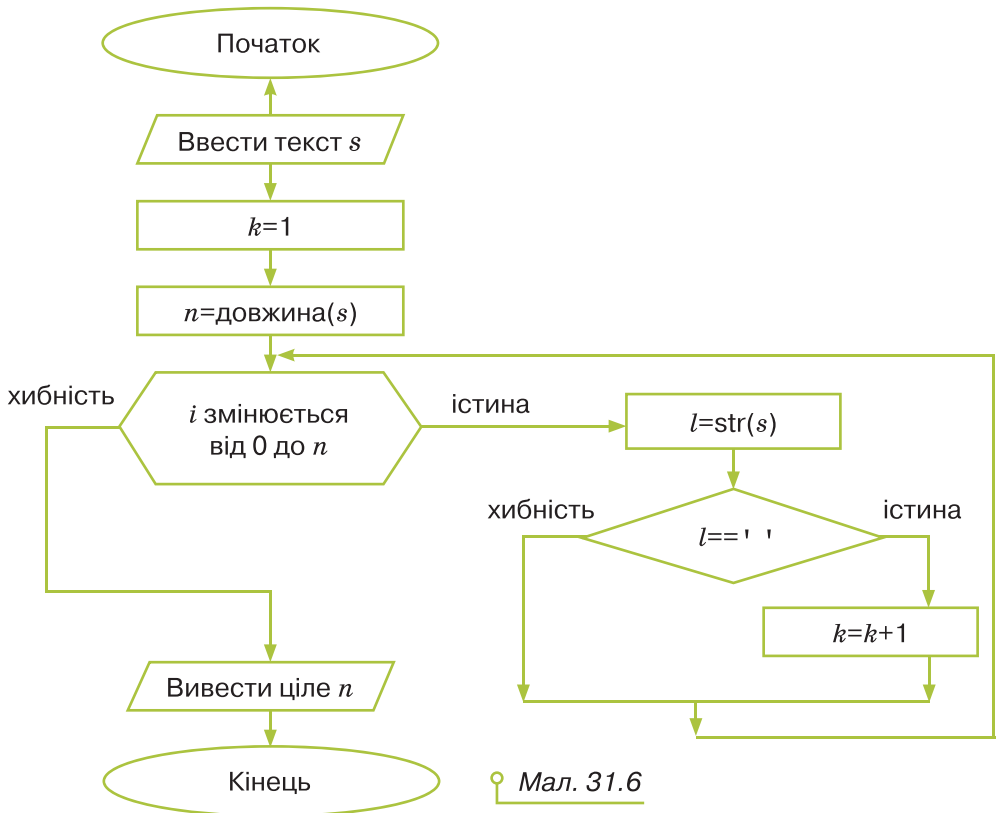 Початок
Ввести текст s
k=1
n=довжина(s)
хибність
i змінюється
від 0 до n
істина
l=str(s)
хибність
l==' '
істина
k=k+1
Вивести ціле n
Кінець
Мал. 31.6